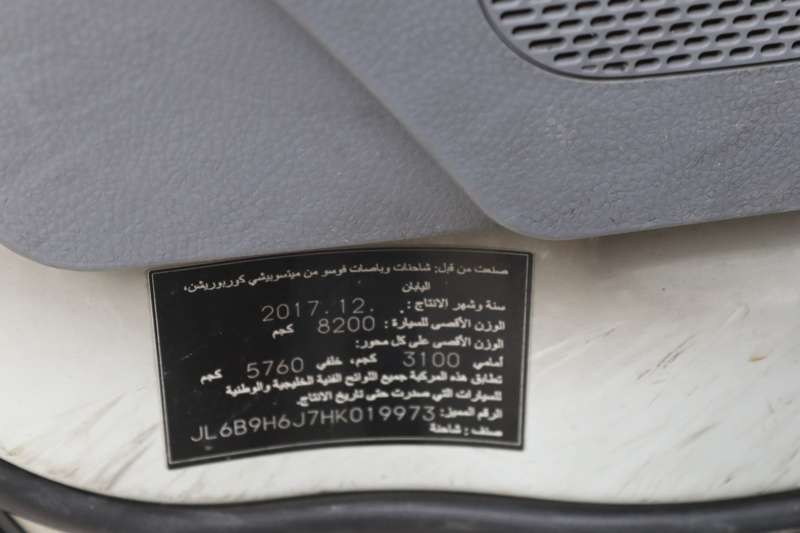 صنعت من قبل: شاحنات وباصات فوسو من ميتسوبيشي كوربوريشن،
اليابان
سنة وشهر الانتاج : 2017.12.
الوزن الأقصى للسيارة : 8200 كجم
الوزن الأقصى على كل محور:
أمامي 3100 كجم، خلفي 5760 كجم
تطابق هذه المركبة جميع اللوائح الفنية الخليجية والوطنية
للسيارات التي صدرت حتى تاريخ الانتاج.
الرقم المميز: JL6B9H6J7HK019973
صنف : شاحنة